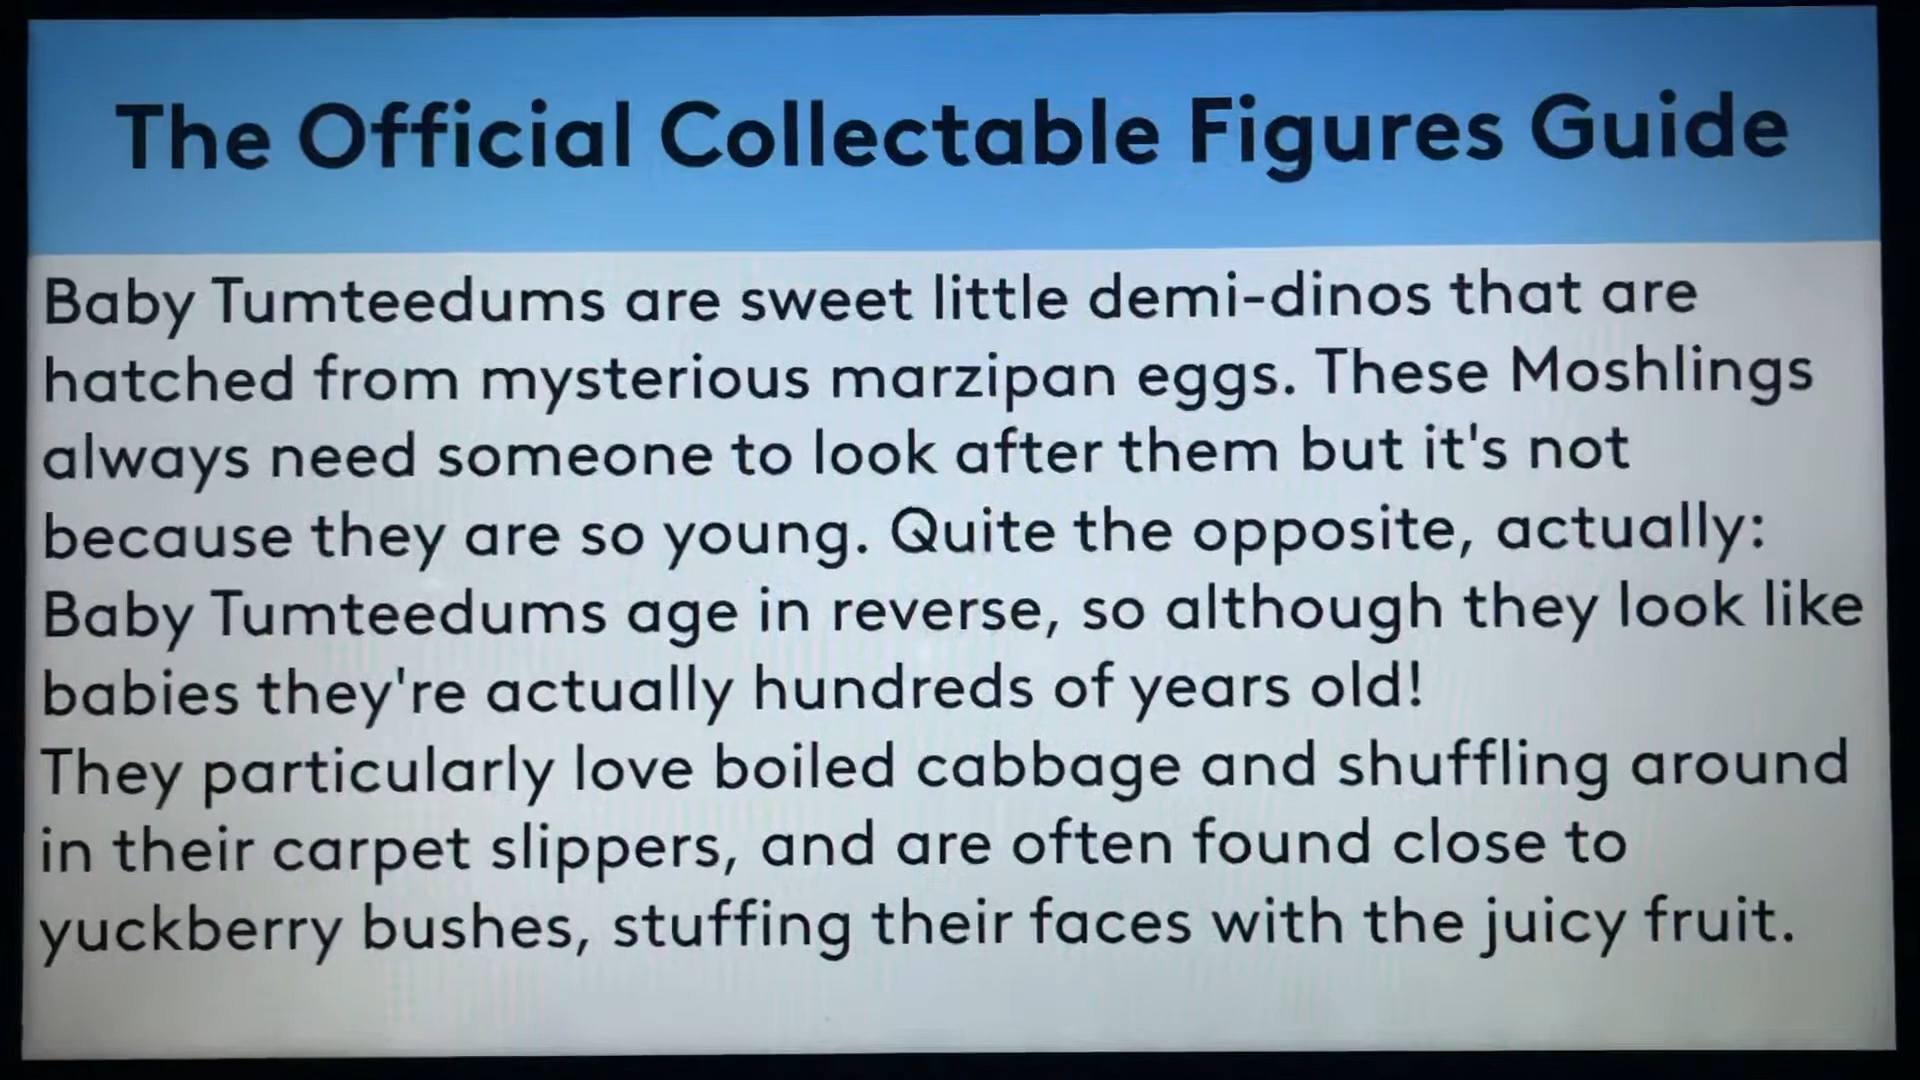 The Official Collectable Figures Guide
Baby Tumteedums are sweet little demi-dinos that are
hatched from mysterious marzipan eggs. These Moshlings
always need someone to look after them but it's not
because they are so young. Quite the opposite, actually:
Baby Tumteedums age in reverse, so although they look like
babies they're actually hundreds of years old!
They particularly love boiled cabbage and shuffling around
in their carpet slippers, and are often found close to
yuckberry bushes, stuffing their faces with the juicy fruit.